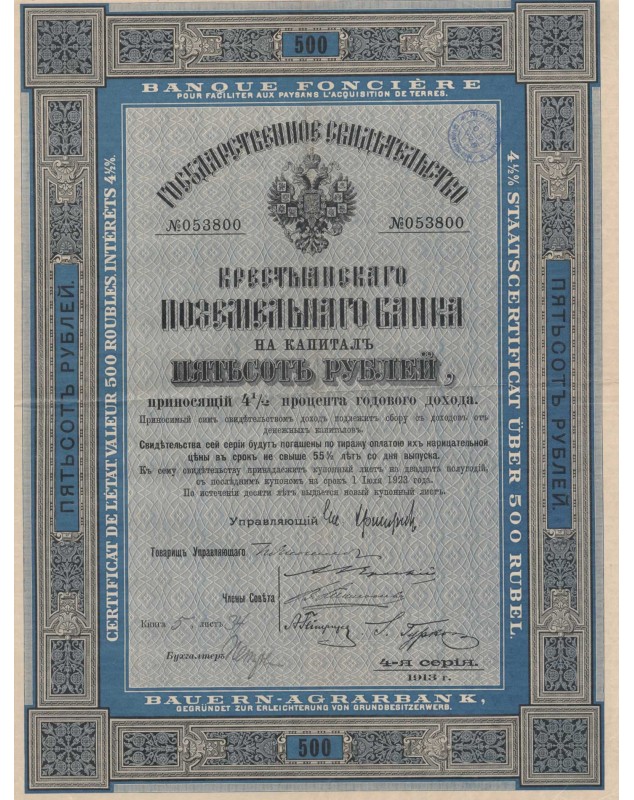 500
BANQUE FONCIÈRE
POUR FACILITER AUX PAYSANS L'ACQUISITION DE TERRES.
ГОСУДАРСТВЕННОЕ СВИДѢТЕЛЬСТВО
№053800
№053800
КРЕСТЬЯНСКАГО
ПОЗЕМЕЛЬНАГО БАНКА
НА КАПИТАЛЪ
ПЯТЬСОТЪ РУБЛЕЙ,
приносящій 4½ процента годового дохода.
Приносимый симъ свидѣтельствомъ доходъ подлежитъ сбору съ доходовъ отъ
денежныхъ капиталовъ.
Свидѣтельства сей серіи будутъ погашены по тиражу оплатою ихъ нарицательной
цѣны въ срокъ не свыше 55¾ лѣтъ со дня выпуска.
Къ сему свидѣтельству принадлежитъ купонный листъ на двадцать полугодій,
съ послѣднимъ купономъ на срокъ 1 Іюля 1923 годъ.
По истеченіи десяти лѣтъ выдается новый купонный листъ.
Управляющій
Товарищъ Управляющаго
Члены Совѣта
Книга 5 листъ
Бухгалтеръ
4-я серія.
1913 г.
CERTIFICAT DE L'ÉTAT VALEUR 500 ROUBLES. INTÉRÊTS 4½%.
4½% STAATSCERTIFICAT ÜBER 500 RUBEL.
ПЯТЬСОТЪ РУБЛЕЙ.
ПЯТЬСОТЪ РУБЛЕЙ.
BAUERN-AGRARBANK,
GEGRÜNDET ZUR ERLEICHTERUNG VON GRUNDBESITZERWERB.
500